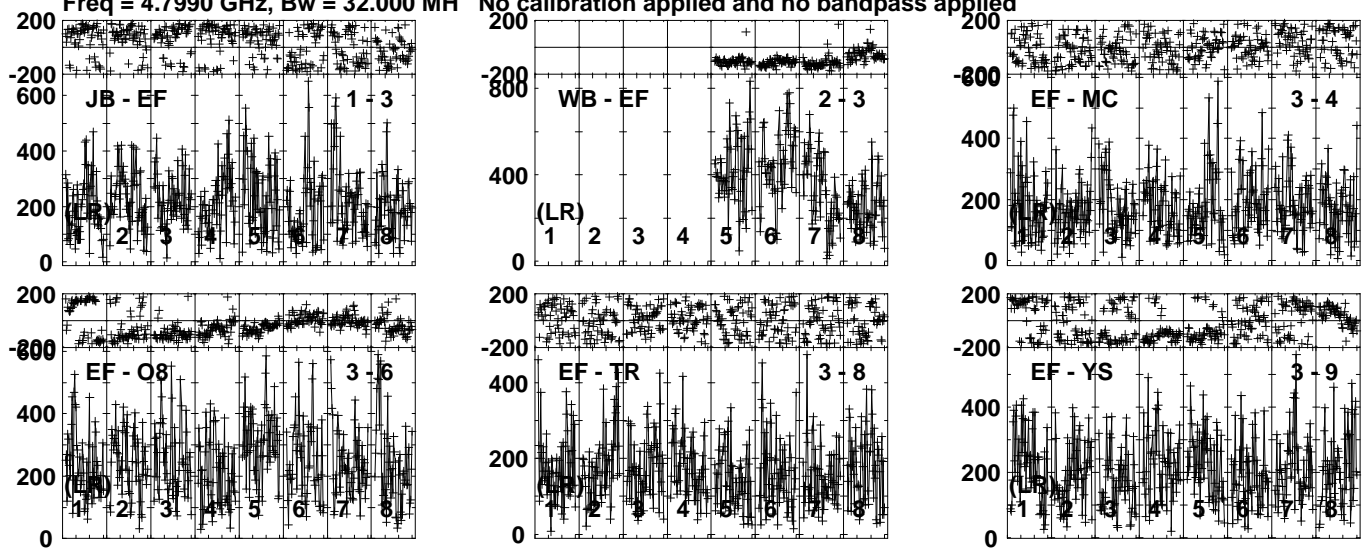 Freq = 4.7990 GHz, Bw = 32.000 MH No calibration applied and no bandpass applied
200
-200
600
400
200
0
JB - EF 1 - 3
(LR)
1 2 3 4 5 6 7 8
200
-200
800
400
0
WB - EF 2 - 3
(LR)
1 2 3 4 5 6 7 8
200
400
200
0
EF - MC 3 - 4
(LR)
1 2 3 4 5 6 7 8
200
400
200
0
EF - O8 3 - 6
(LR)
1 2 3 4 5 6 7 8
200
-200
400
200
0
EF - TR 3 - 8
(LR)
1 2 3 4 5 6 7 8
200
-200
400
200
0
EF - YS 3 - 9
(LR)
1 2 3 4 5 6 7 8